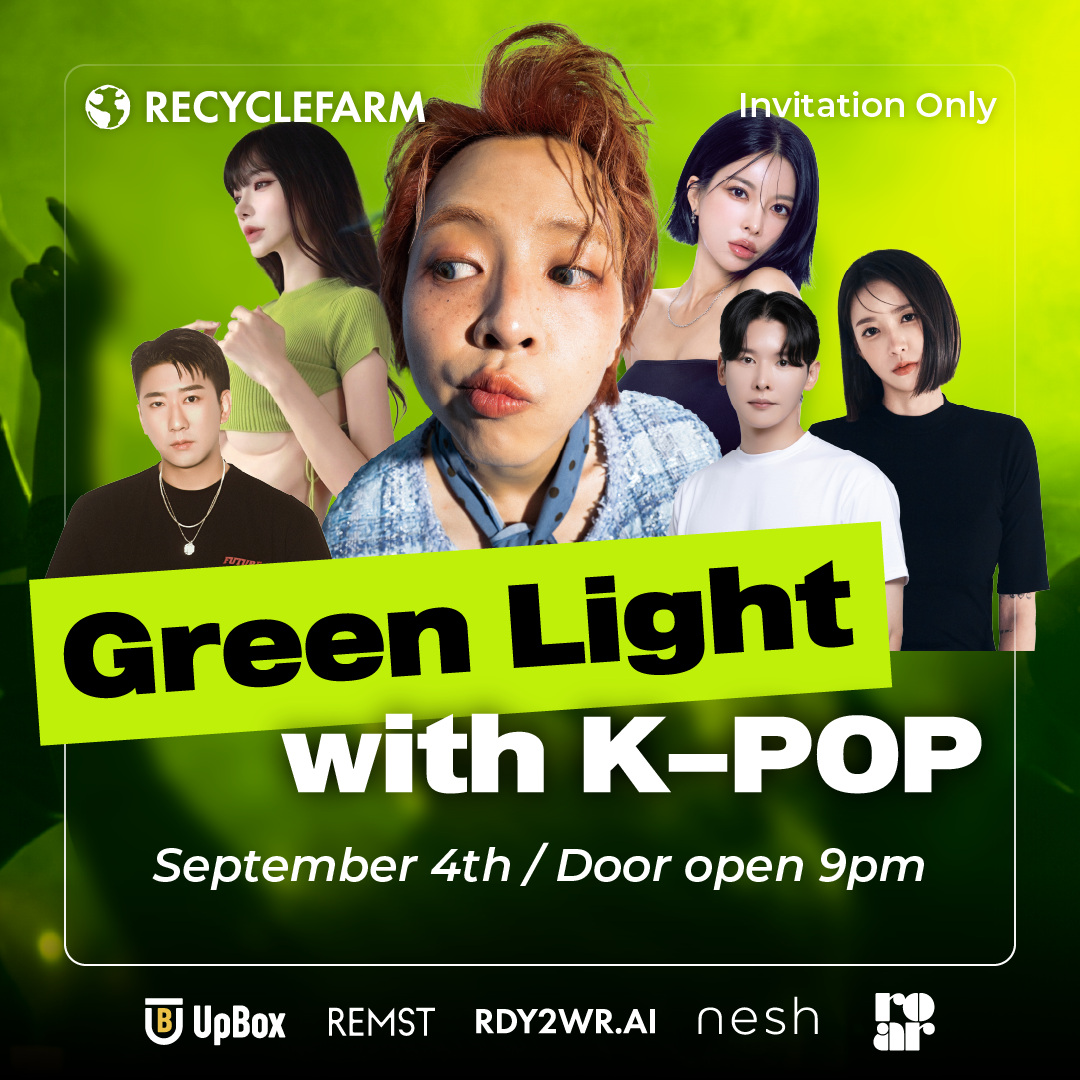 RECYCLEFARM
Invitation Only
Green Light
with K-POP
September 4th / Door open 9pm
UpBox REMST RDY2WR.AI nesh roar